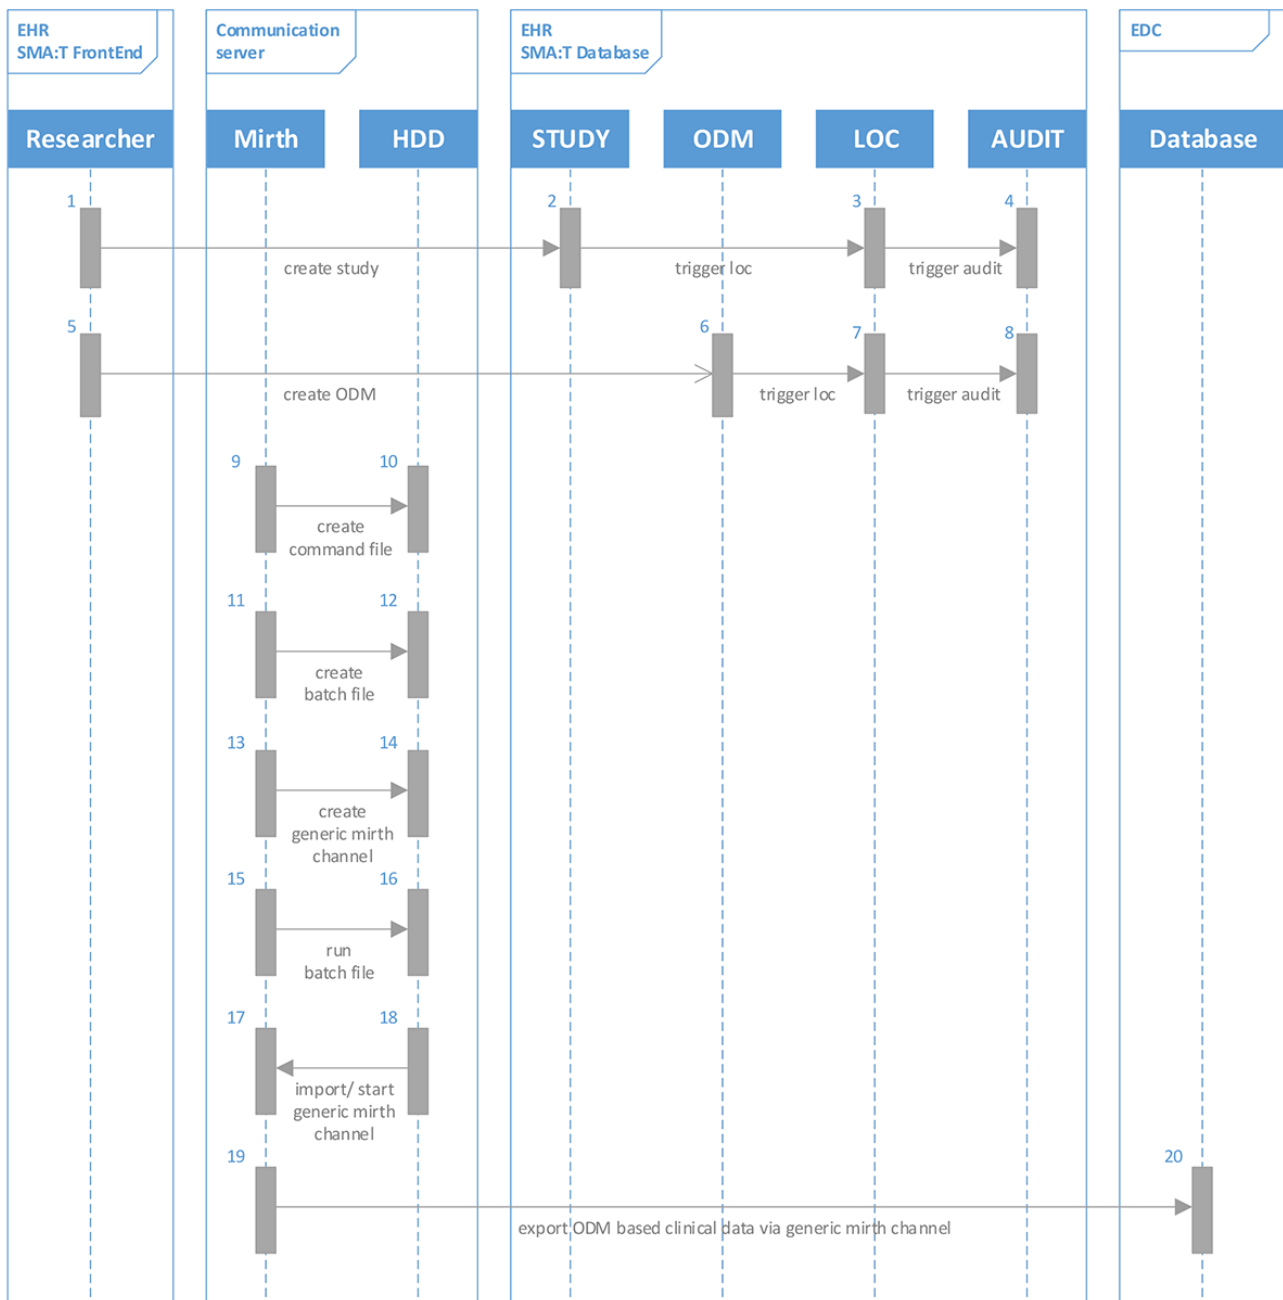 EHR
SMA:T FrontEnd
Communication
server
EHR
SMA:T Database
EDC
Researcher
Mirth
HDD
STUDY
ODM
LOC
AUDIT
Database
1
2
3
4
create study
trigger loc
trigger audit
5
6
7
8
create ODM
trigger loc
trigger audit
9
10
create
command file
11
12
create
batch file
13
14
create
generic mirth
channel
15
16
run
batch file
17
18
import/ start
generic mirth
channel
19
20
export ODM based clinical data via generic mirth channel